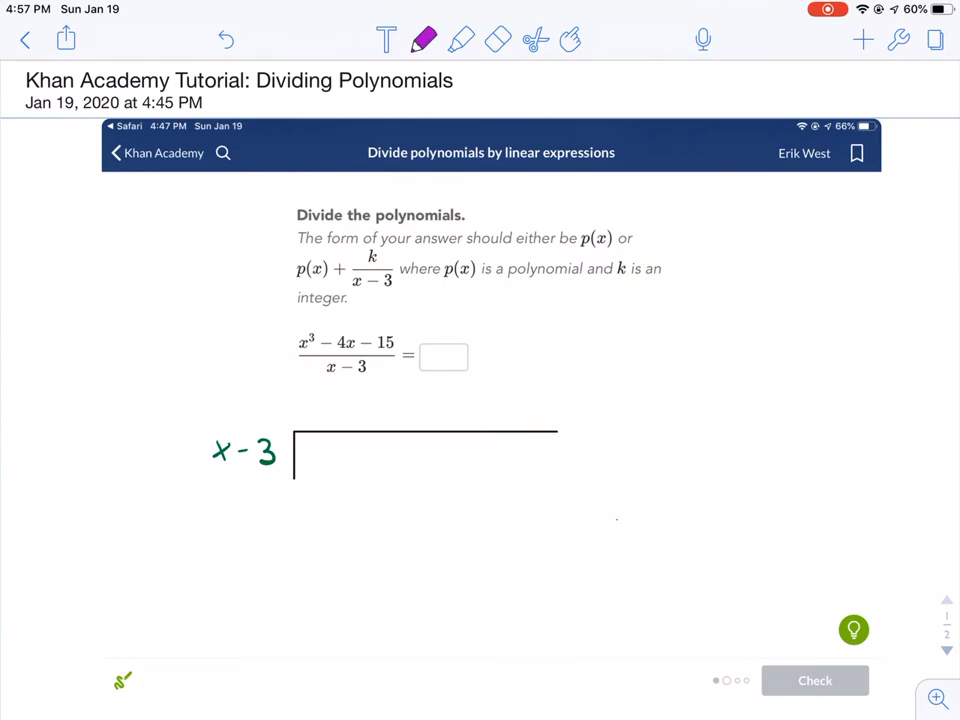 4:57 PM Sun Jan 19 60%
T
Khan Academy Tutorial: Dividing Polynomials
Jan 19, 2020 at 4:45 PM
Safari 4:47 PM Sun Jan 19 66%
Khan Academy Divide polynomials by linear expressions Erik West
Divide the polynomials.
The form of your answer should either be p(x) or
p(x) + k/(x − 3) where p(x) is a polynomial and k is an
integer.
(x³ − 4x − 15)/(x − 3) =
x - 3
1/2
Check